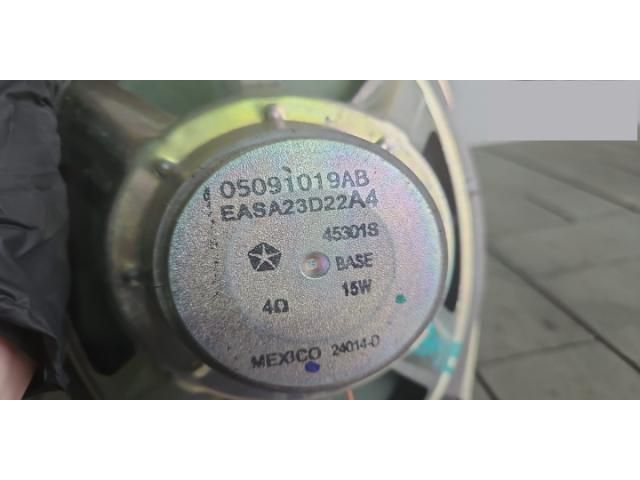 05091019AB
EASA23D22A4
45301S
BASE
4Ω 15W
MEXICO 24014-D